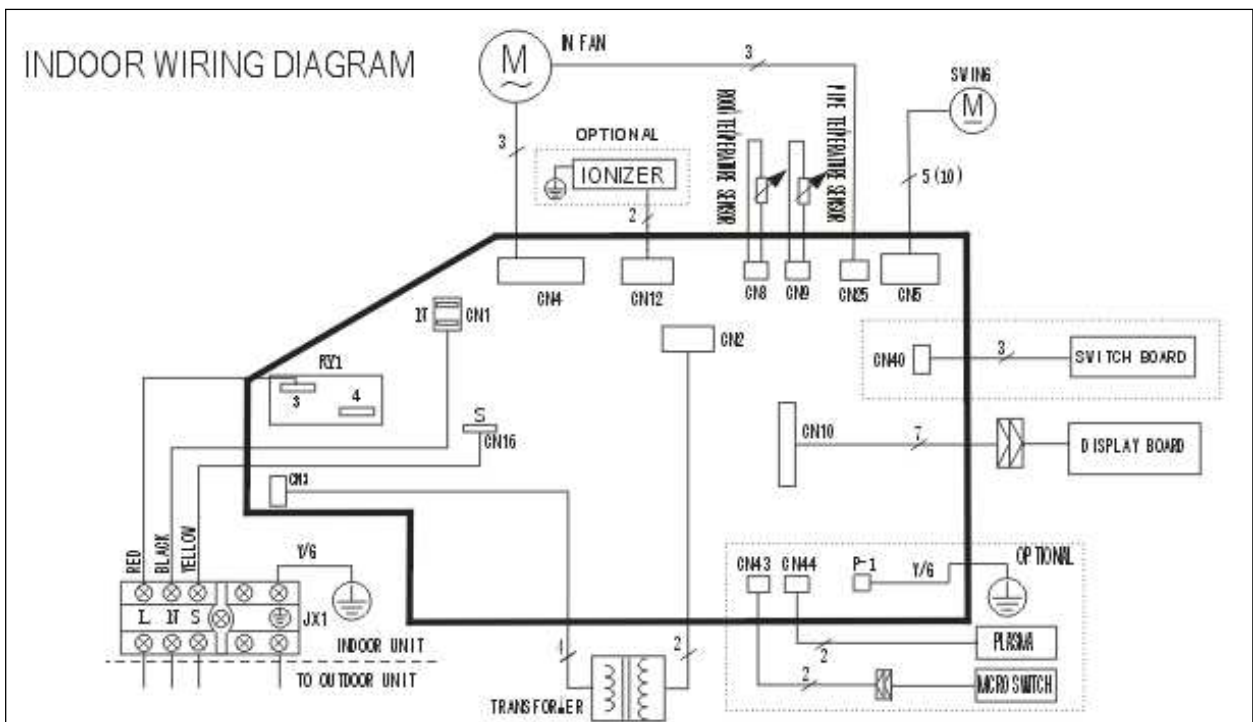 INDOOR WIRING DIAGRAM
M
IN FAN
3
SWING
M
3
OPTIONAL
IONIZER
2
ROOM TEMPERATURE SENSOR
PIPE TEMPERATURE SENSOR
5(10)
CN4
CN12
CN8
CN9
CN25
CN5
N
CN1
CN2
CN40
3
SWITCH BOARD
RY1
3
4
S
CN16
CN10
7
DISPLAY BOARD
CN3
RED
BLACK
YELLOW
Y/G
L N S
JX1
INDOOR UNIT
TO OUTDOOR UNIT
TRANSFORMER
4
2
OPTIONAL
CN43
CN44
P-1
Y/G
2
PLASMA
2
MICRO SWITCH